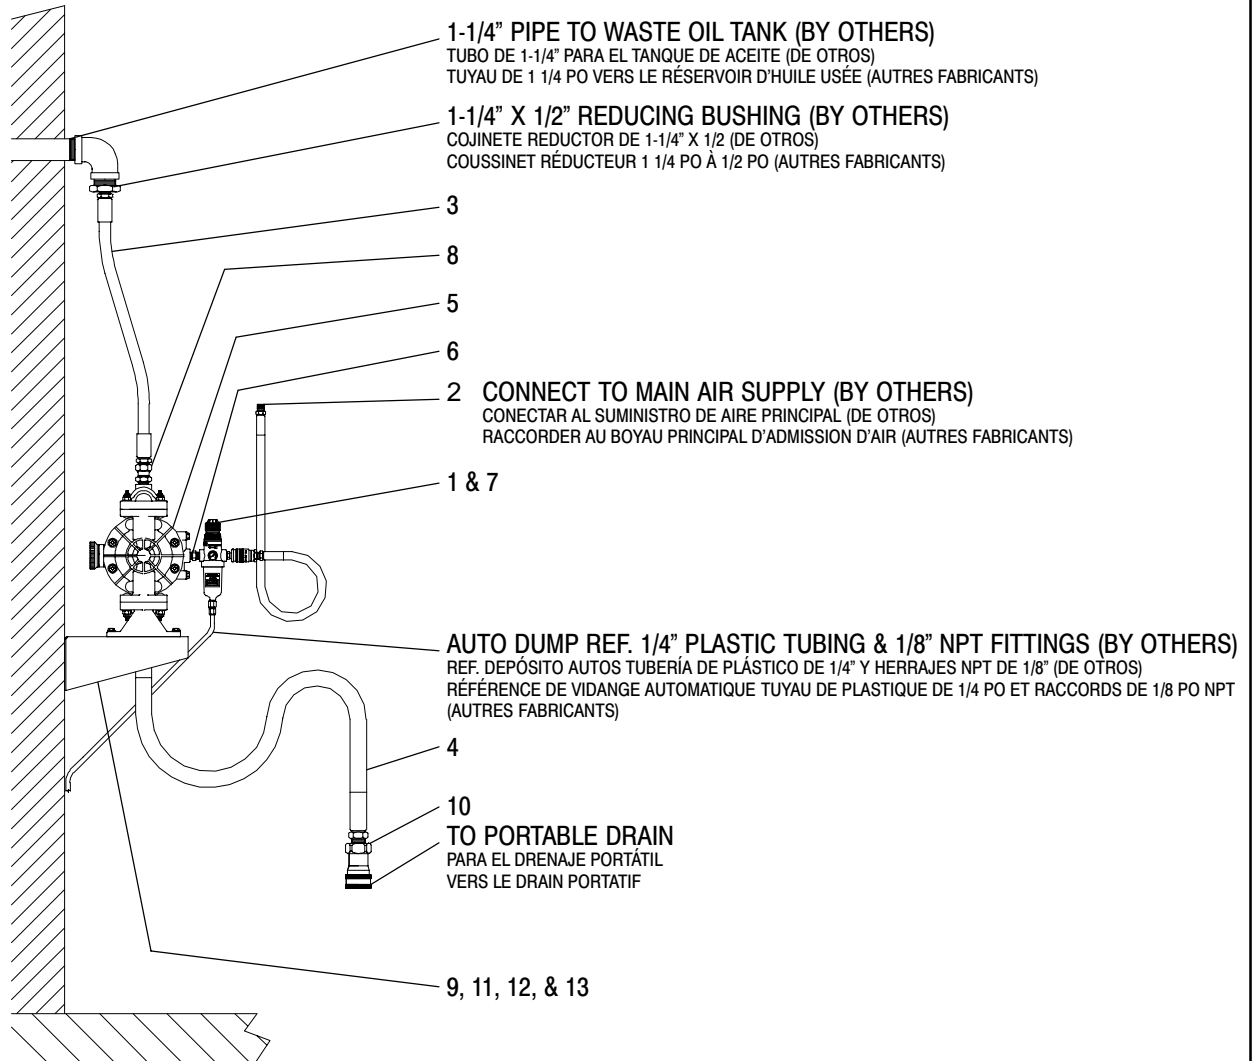 1-1/4” PIPE TO WASTE OIL TANK (BY OTHERS)
TUBO DE 1-1/4” PARA EL TANQUE DE ACEITE (DE OTROS)
TUYAU DE 1 1/4 PO VERS LE RÉSERVOIR D'HUILE USÉE (AUTRES FABRICANTS)
1-1/4” X 1/2” REDUCING BUSHING (BY OTHERS)
COJINETE REDUCTOR DE 1-1/4” X 1/2 (DE OTROS)
COUSSINET RÉDUCTEUR 1 1/4 PO À 1/2 PO (AUTRES FABRICANTS)
3
8
5
6
2 CONNECT TO MAIN AIR SUPPLY (BY OTHERS)
CONECTAR AL SUMINISTRO DE AIRE PRINCIPAL (DE OTROS)
RACCORDER AU BOYAU PRINCIPAL D'ADMISSION D'AIR (AUTRES FABRICANTS)
1 & 7
AUTO DUMP REF. 1/4” PLASTIC TUBING & 1/8” NPT FITTINGS (BY OTHERS)
REF. DEPÓSITO AUTOS TUBERÍA DE PLÁSTICO DE 1/4” Y HERRAJES NPT DE 1/8” (DE OTROS)
RÉFÉRENCE DE VIDANGE AUTOMATIQUE TUYAU DE PLASTIQUE DE 1/4 PO ET RACCORDS DE 1/8 PO NPT
(AUTRES FABRICANTS)
4
10
TO PORTABLE DRAIN
PARA EL DRENAJE PORTÁTIL
VERS LE DRAIN PORTATIF
9, 11, 12, & 13